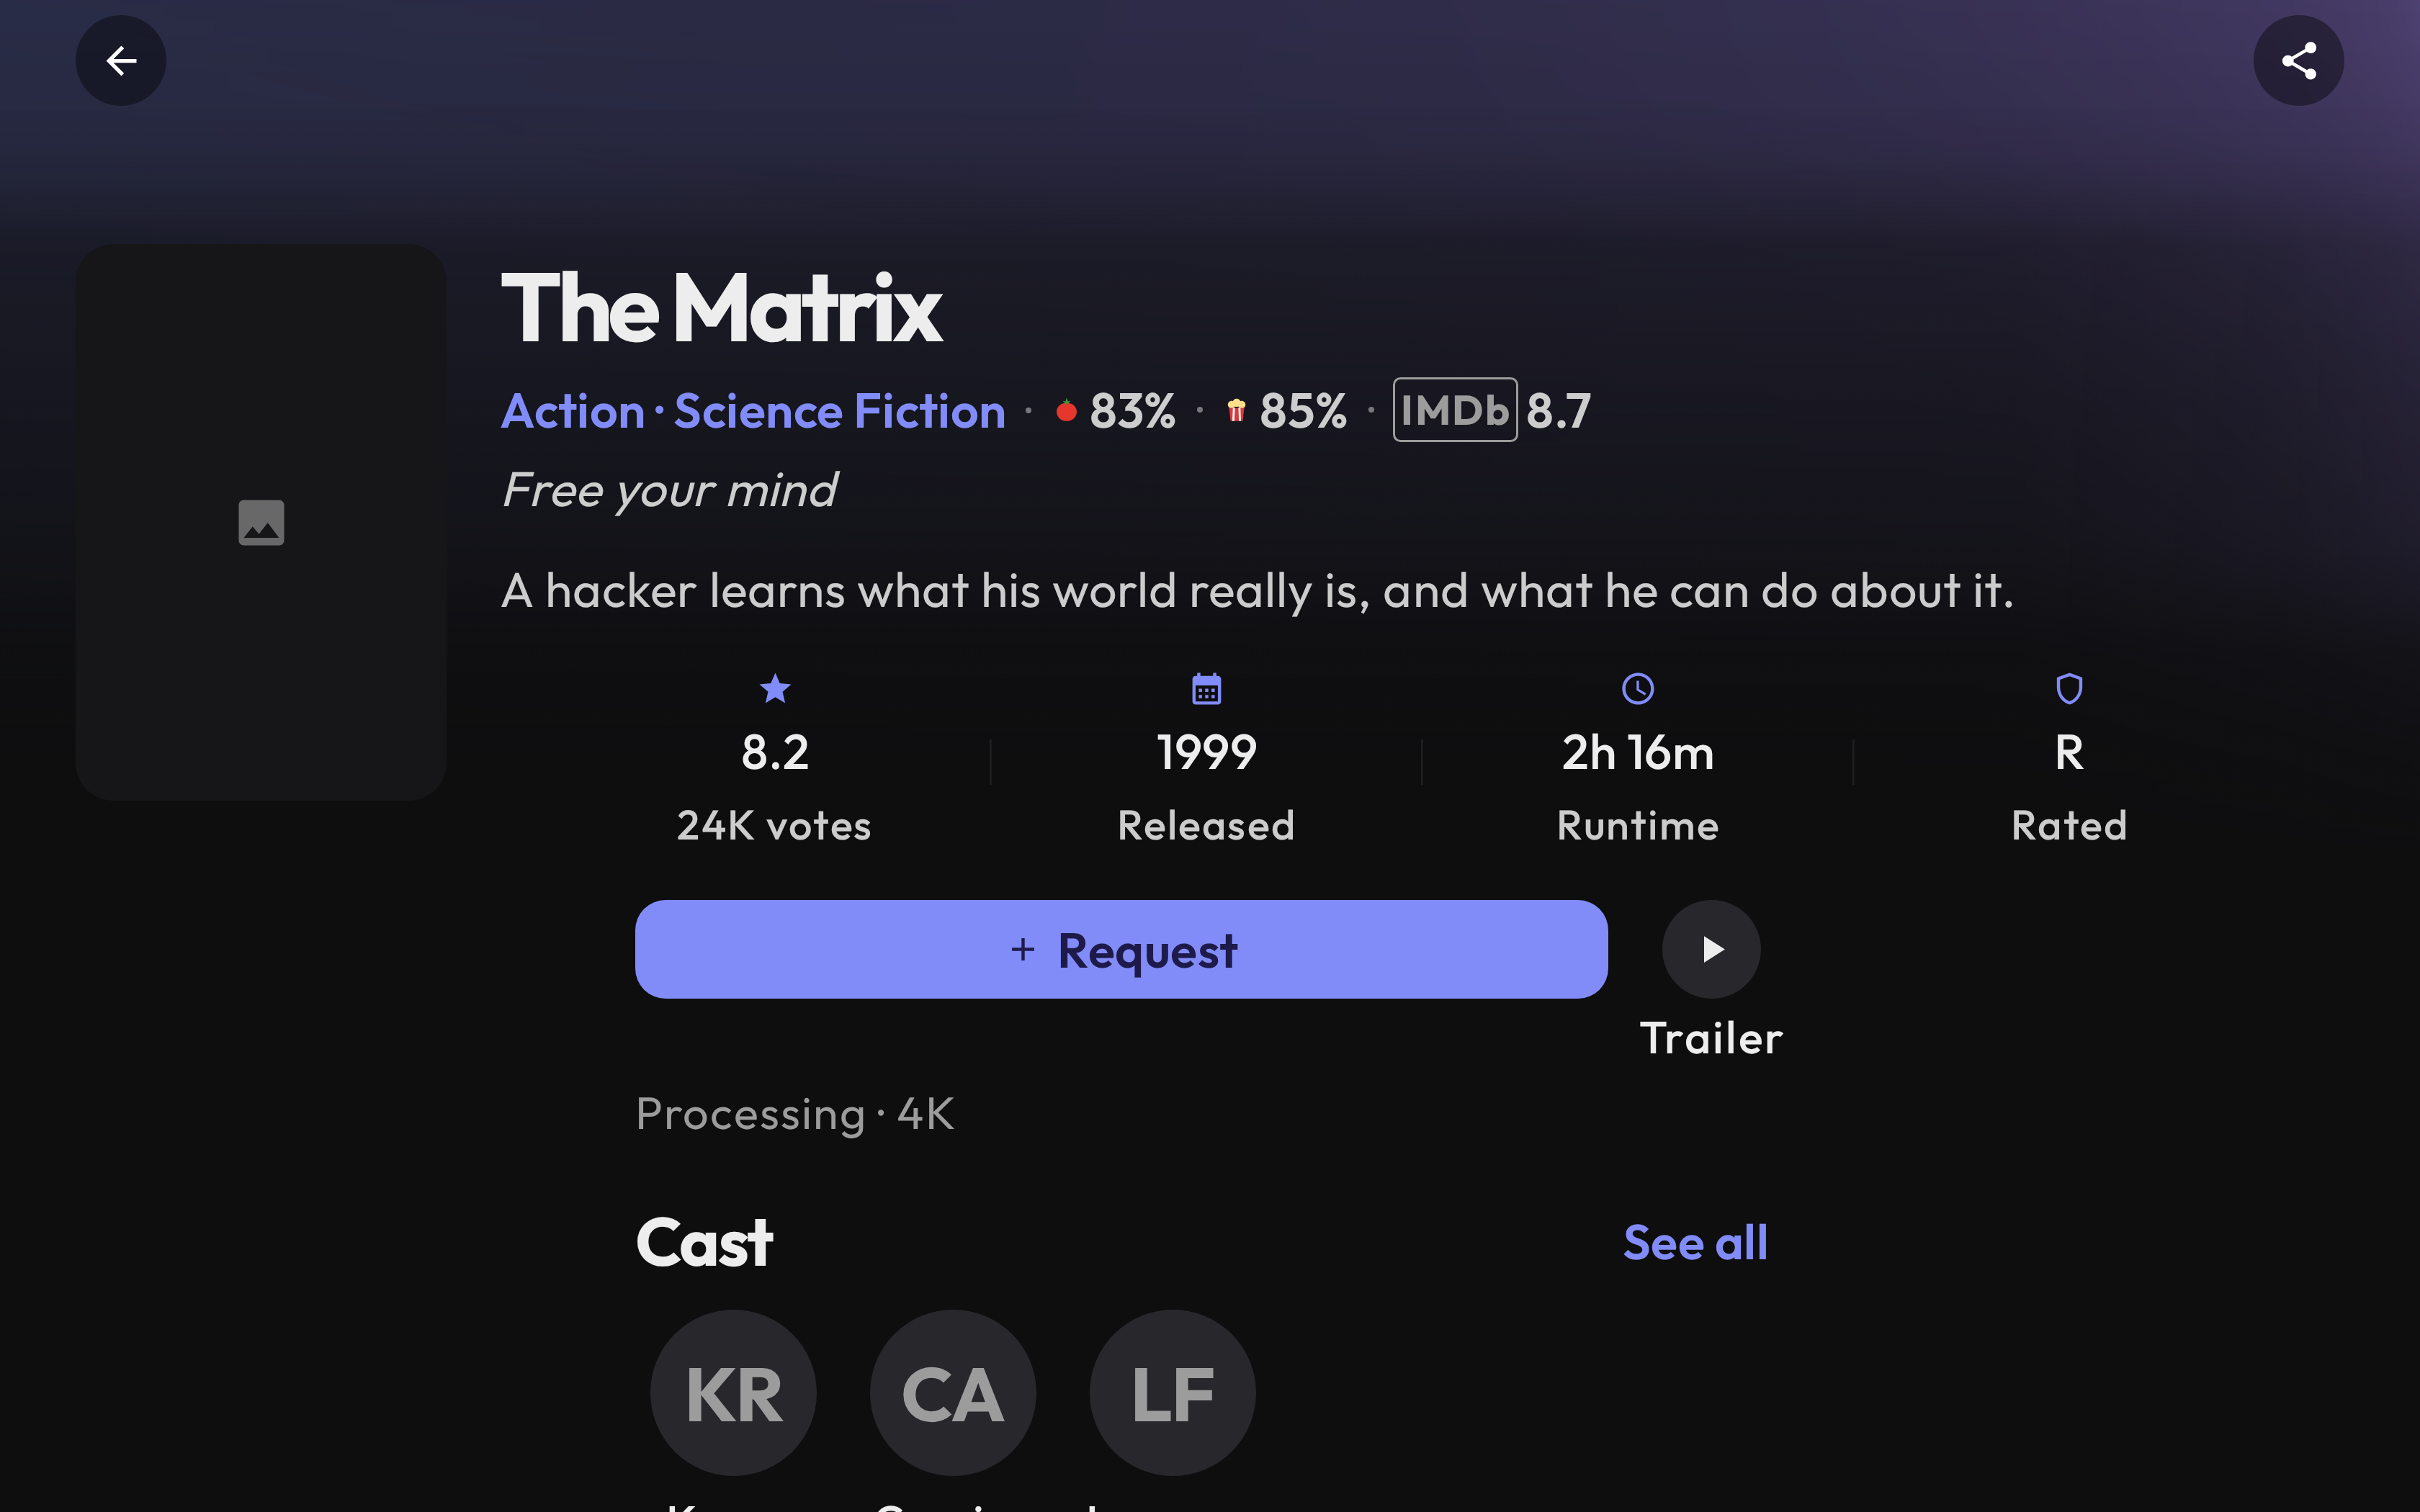 The Matrix
Action · Science Fiction · 83% · 85% · IMDb 8.7
Free your mind
A hacker learns what his world really is, and what he can do about it.
8.2 1999 2h 16m R
24K votes Released Runtime Rated
+ Request
Trailer
Processing · 4K
Cast See all
KR CA LF